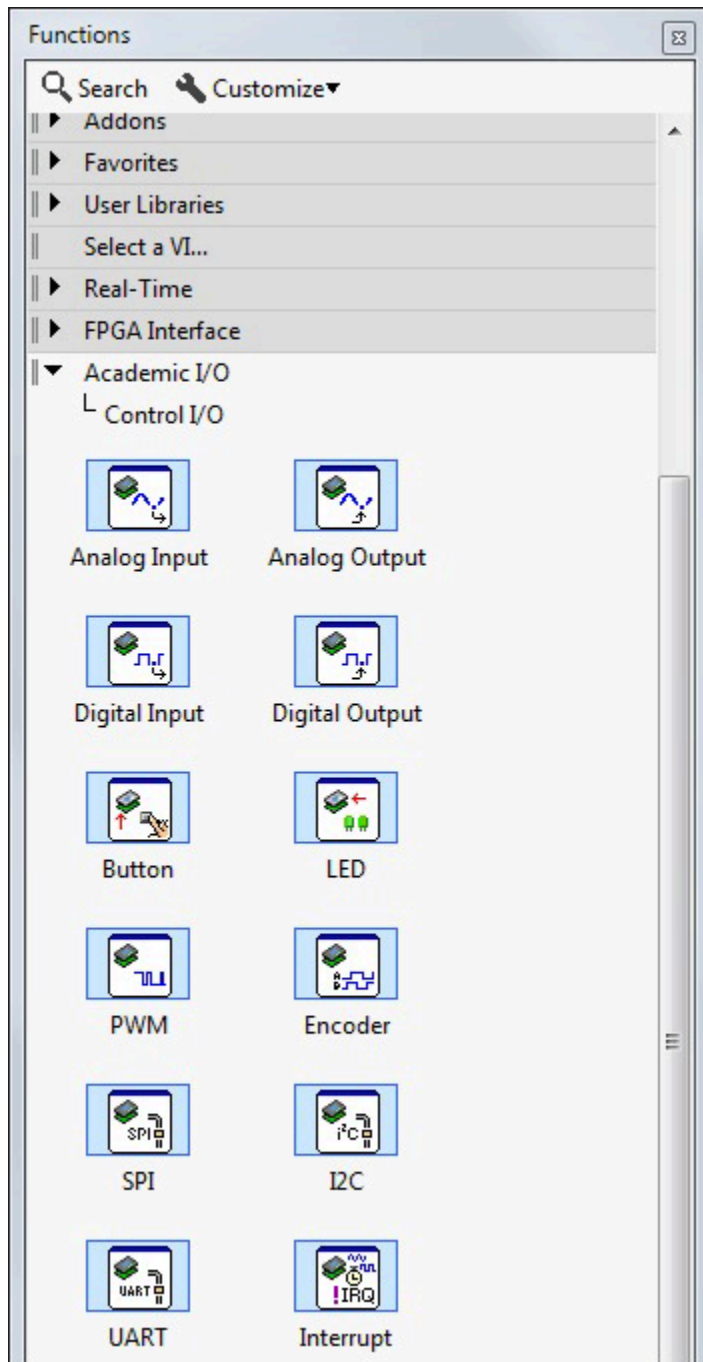 Functions
Search Customize
Addons
Favorites
User Libraries
Select a VI...
Real-Time
FPGA Interface
Academic I/O
Control I/O
Analog Input Analog Output
Digital Input Digital Output
Button LED
A
B
PWM Encoder
SPI i²C
SPI I2C
UART !IRQ
UART Interrupt